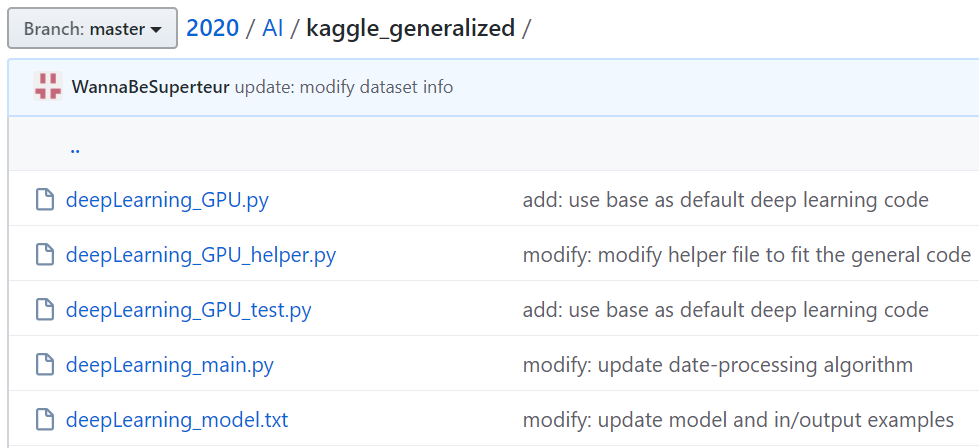 Branch: master 2020 / AI / kaggle_generalized /
WannaBeSuperteur update: modify dataset info
..
deepLearning_GPU.py add: use base as default deep learning code
deepLearning_GPU_helper.py modify: modify helper file to fit the general code
deepLearning_GPU_test.py add: use base as default deep learning code
deepLearning_main.py modify: update date-processing algorithm
deepLearning_model.txt modify: update model and in/output examples